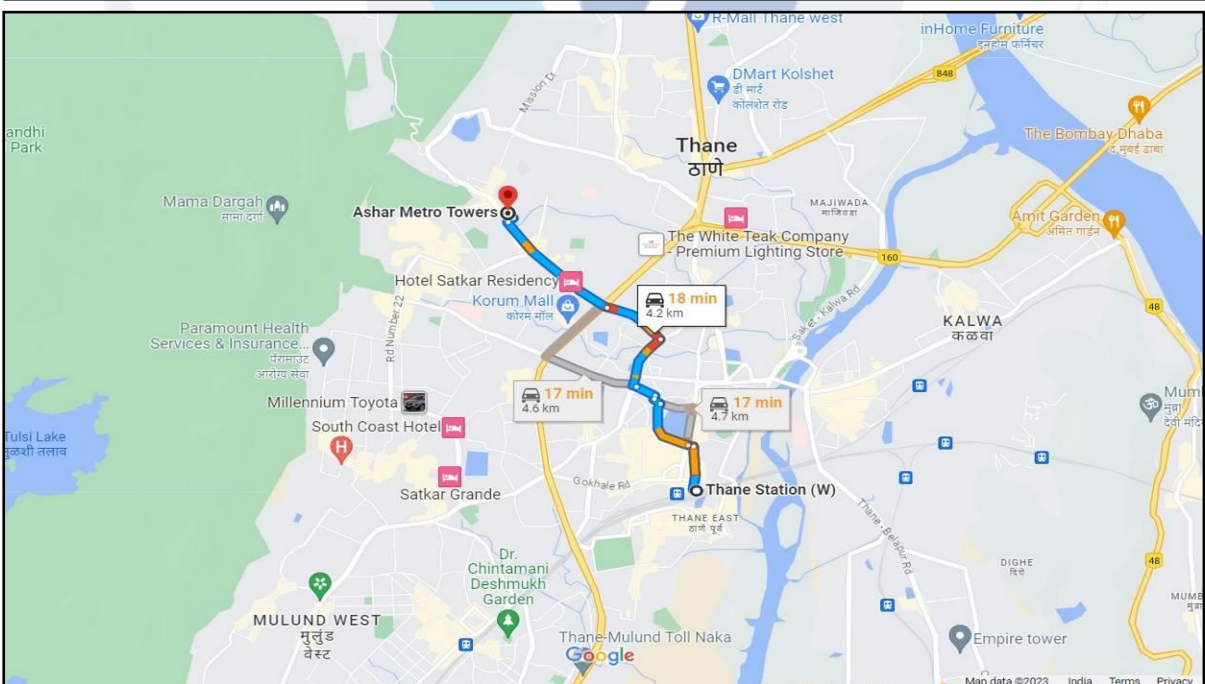 R-Mall Thane west
inHome Furniture
इनहोम फर्निचर
848
DMart Kolshet
डी मार्ट
कोलशेत रोड
Mission Dr
andhi
Park
The Bombay Dhaba
द मुंबई ढाबा
Thane
ठाणे
Mama Dargah
मामा दर्गा
Ashar Metro Towers
MAJIWADA
माजिवडा
Amit Garden
अमित गार्डन
The White Teak Company
- Premium Lighting Store
160
Hotel Satkar Residency
Korum Mall
कोरम मॉल
18 min
4.2 km
Saket - Kalwa Rd
48
KALWA
कळवा
Rd Number 22
Paramount Health
Services & Insurance...
पॅरामाउंट
आरोग्य सेवा
17 min
4.6 km
17 min
4.7 km
Millennium Toyota
Mum
मुंबा
देवी मंदि
South Coast Hotel
Tulsi Lake
तुळशी तलाव
H
Satkar Grande
Gokhale Rd
Thane Station (W)
THANE EAST
ठाणे पूर्व
Thane - Belapur Rd
Dr.
Chintamani
Deshmukh
Garden
DIGHE
दिघे
48
MULUND WEST
मुलुंड
वेस्ट
MUMB
Thane-Mulund Toll Naka
Empire tower
Google
Map data ©2023 India Terms Privacy